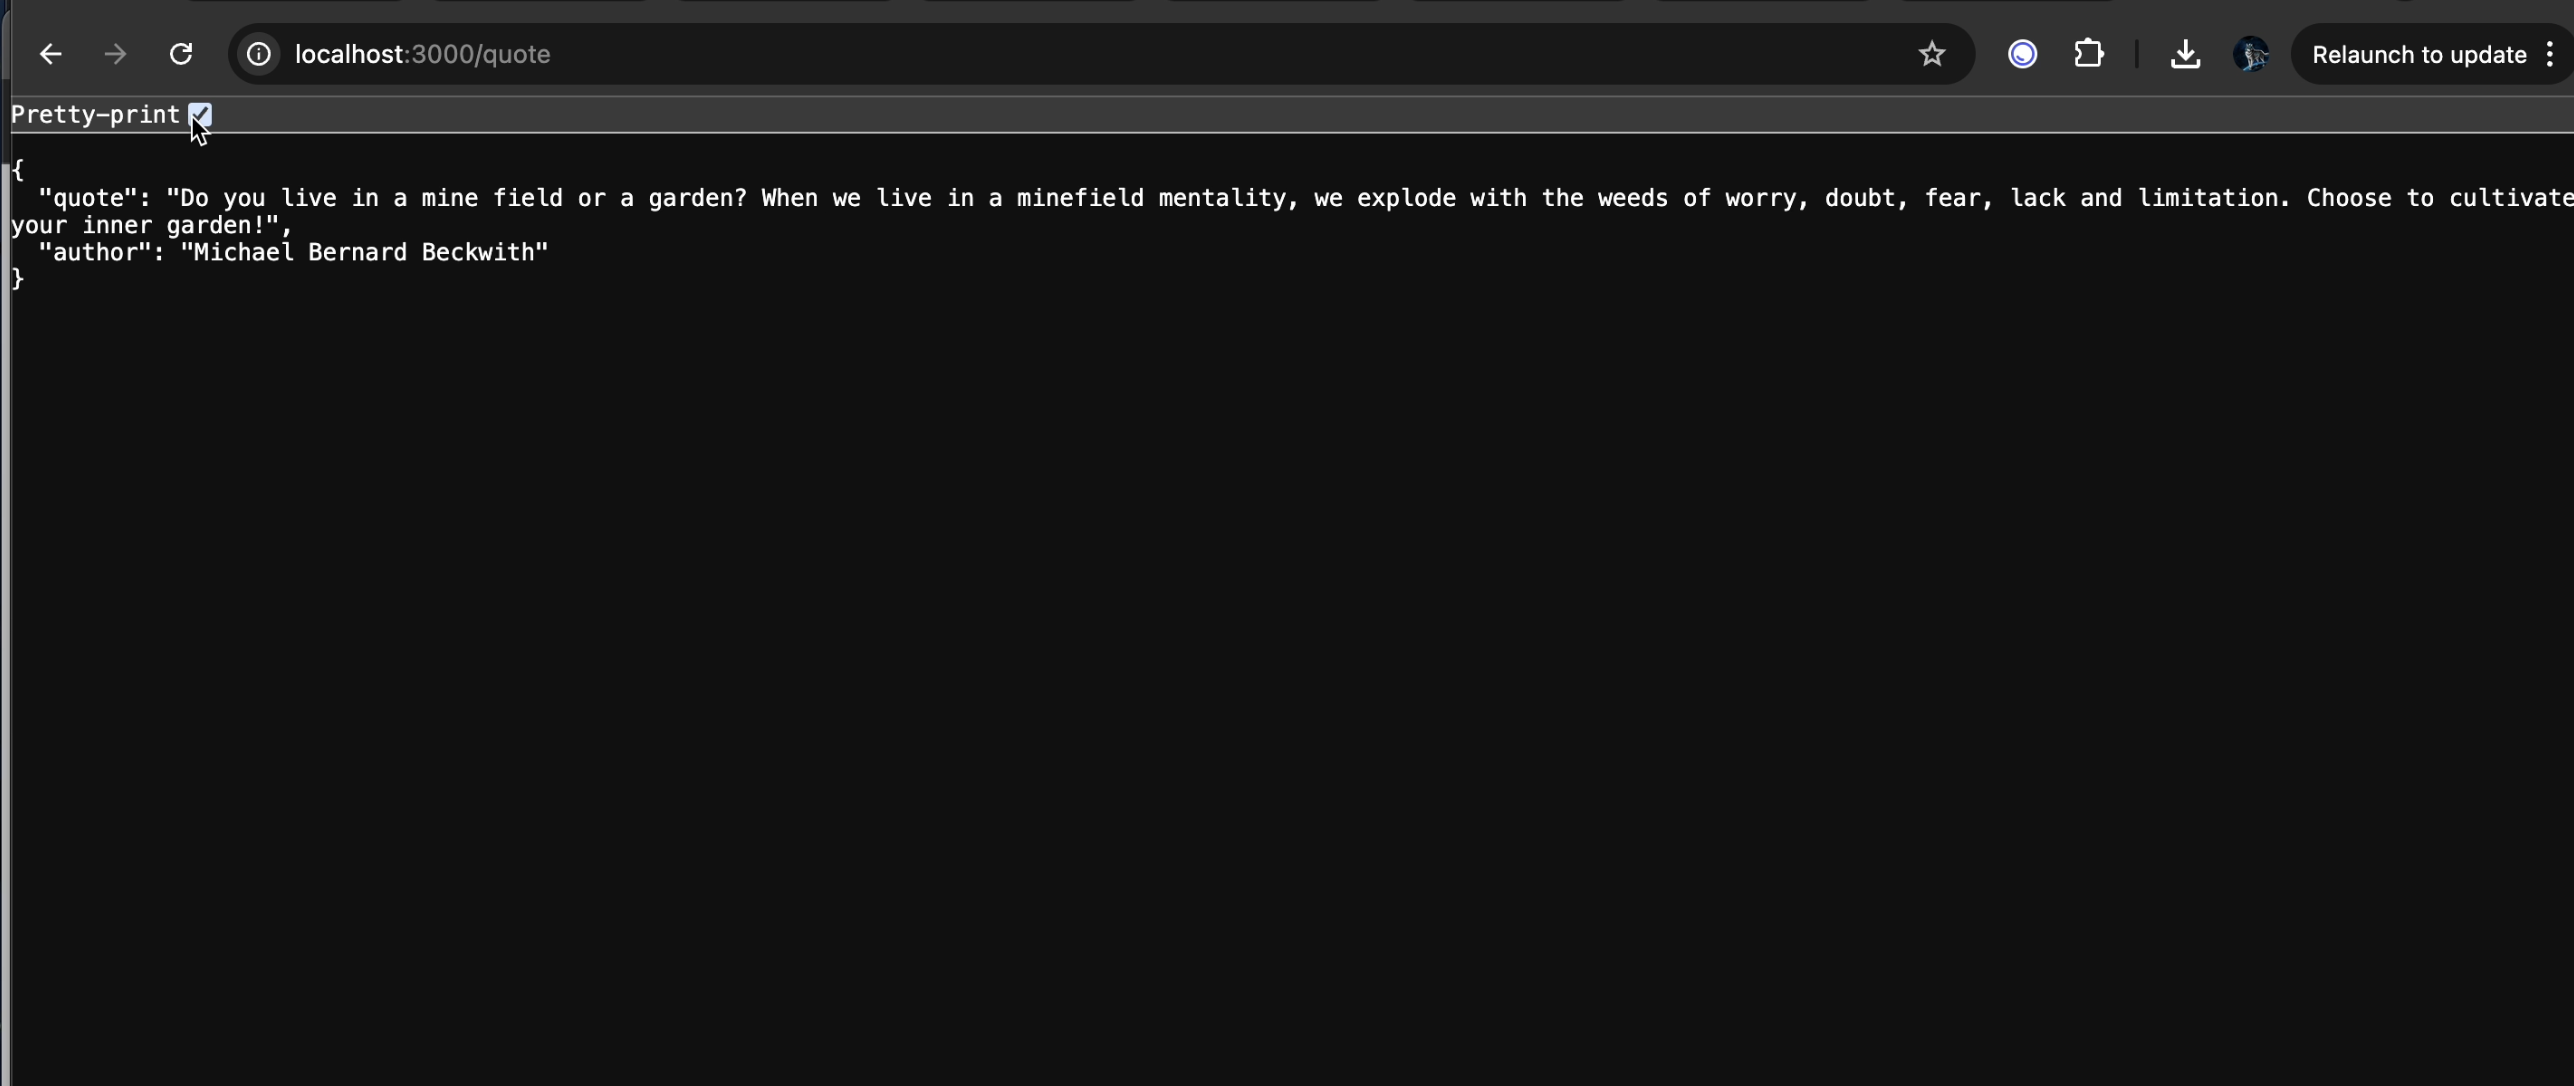 localhost:3000/quote
Relaunch to update
Pretty-print
{
  "quote": "Do you live in a mine field or a garden? When we live in a minefield mentality, we explode with the weeds of worry, doubt, fear, lack and limitation. Choose to cultivate
your inner garden!",
  "author": "Michael Bernard Beckwith"
}